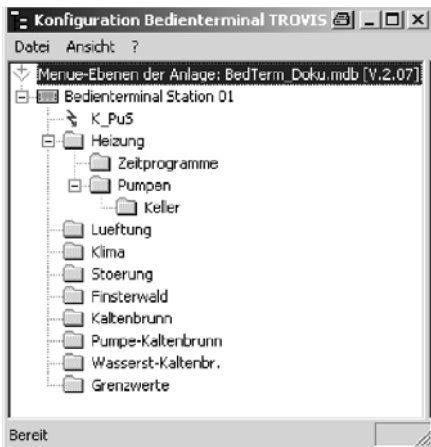 Konfiguration Bedienterminal TROVIS
Datei Ansicht ?
Menue-Ebenen der Anlage: BedTerm_Doku.mdb [V.2.07]
Bedienterminal Station 01
K_PuS
Heizung
Zeitprogramme
Pumpen
Keller
Lueftung
Klima
Stoerung
Finsterwald
Kaltenbrunn
Pumpe-Kaltenbrunn
Wasserst-Kaltenbr.
Grenzwerte
Bereit